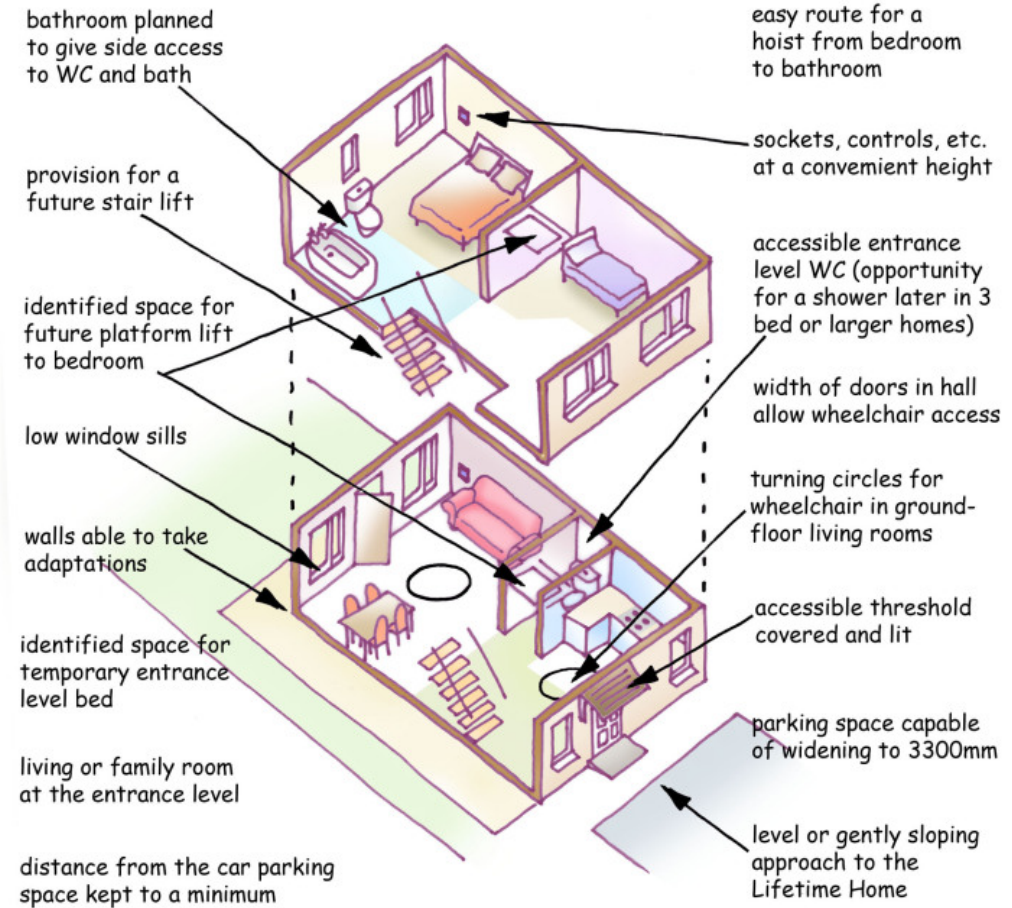 bathroom planned
to give side access
to WC and bath
provision for a
future stair lift
identified space for
future platform lift
to bedroom
low window sills
walls able to take
adaptations
identified space for
temporary entrance
level bed
living or family room
at the entrance level
distance from the car parking
space kept to a minimum
easy route for a
hoist from bedroom
to bathroom
sockets, controls, etc.
at a convenient height
accessible entrance
level WC (opportunity
for a shower later in 3
bed or larger homes)
width of doors in hall
allow wheelchair access
turning circles for
wheelchair in ground-
floor living rooms
accessible threshold
covered and lit
parking space capable
of widening to 3300mm
level or gently sloping
approach to the
Lifetime Home